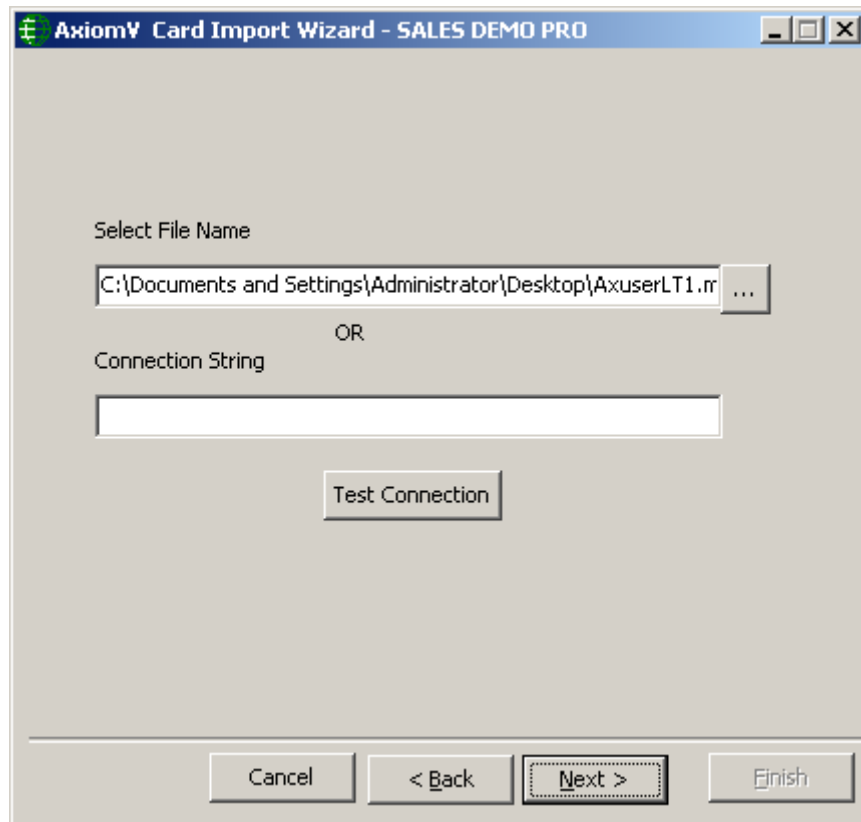 AxiomV Card Import Wizard - SALES DEMO PRO
Select File Name
C:\Documents and Settings\Administrator\Desktop\AxuserLT1.m
...
OR
Connection String
Test Connection
Cancel
< Back
Next >
Finish